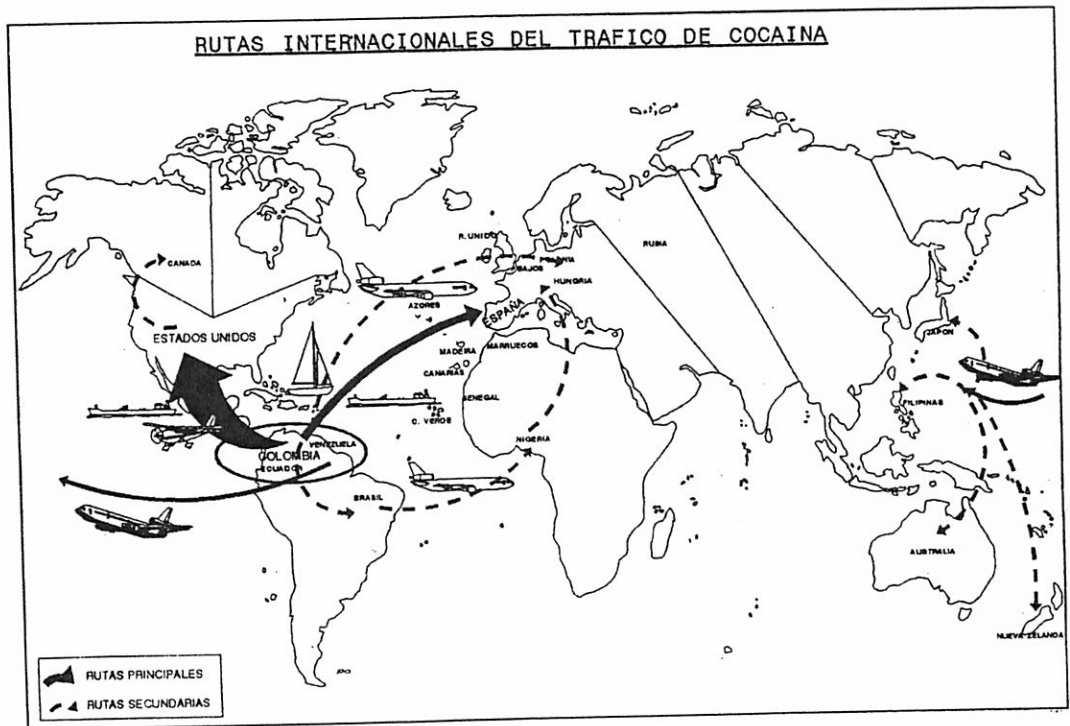 RUTAS INTERNACIONALES DEL TRAFICO DE COCAINA
R. UNIDO
RUSIA
CANADA
BAJOS
POLONIA
HUNGRIA
AZORES
ESPAÑA
ESTADOS UNIDOS
JAPON
MADEIRA
MARRUECOS
CANARIAS
SENEGAL
FILIPINAS
C. VERDE
NIGERIA
VENEZUELA
COLOMBIA
ECUADOR
BRASIL
AUSTRALIA
NUEVA ZELANDA
RUTAS PRINCIPALES
RUTAS SECUNDARIAS